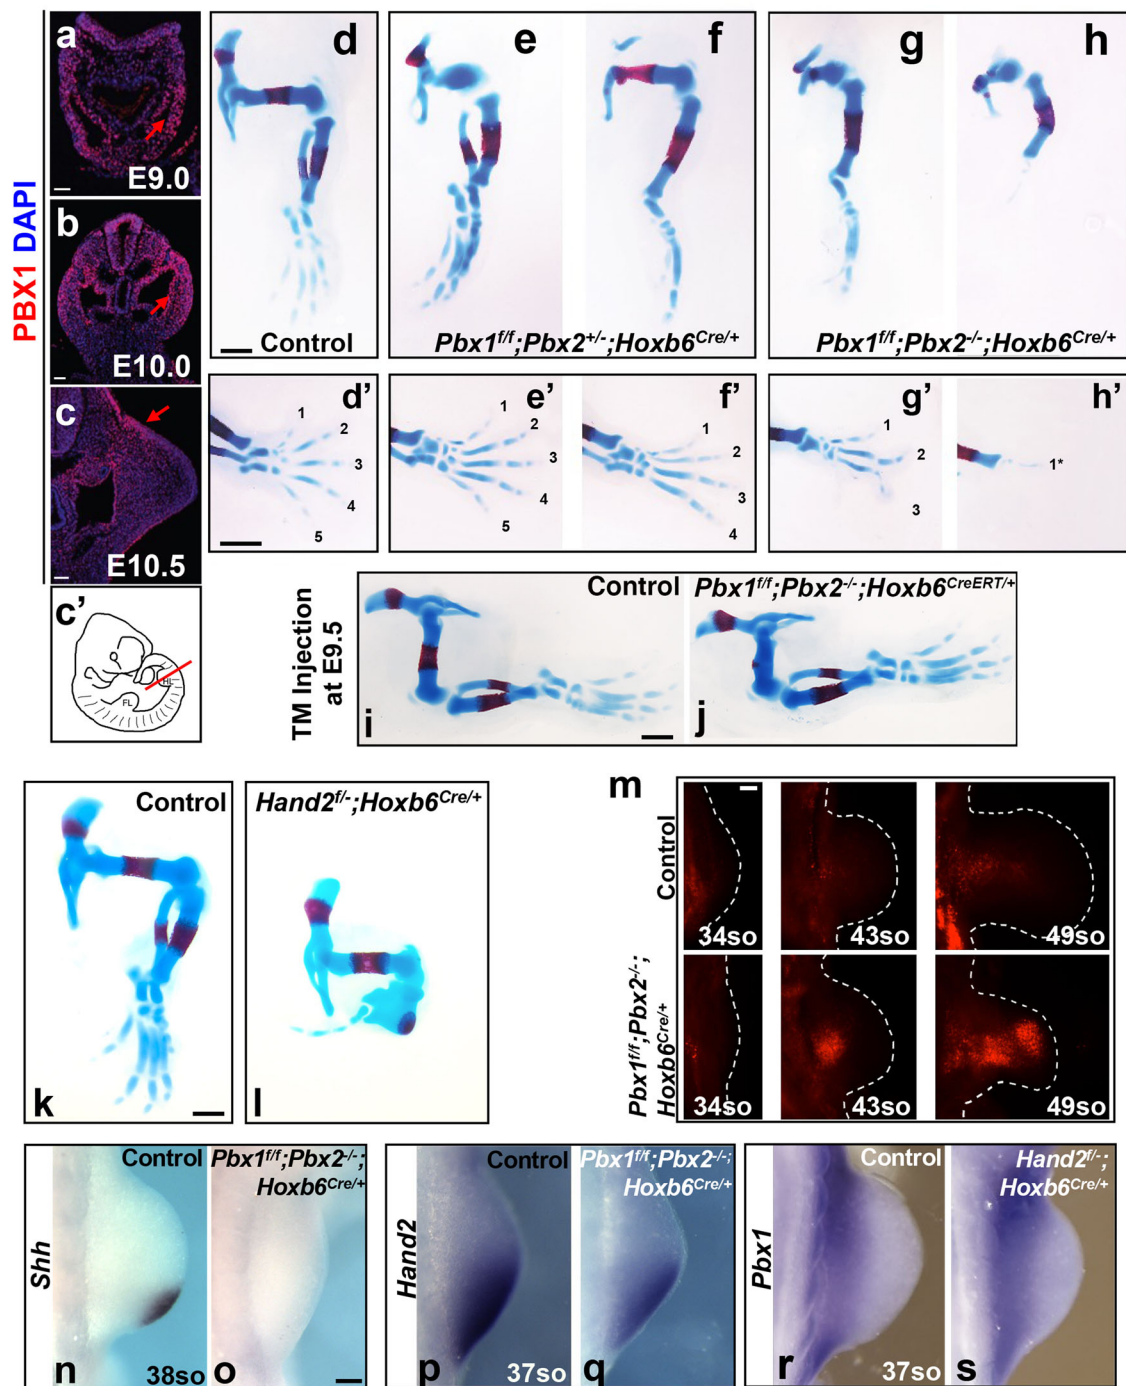 PBX1 DAPI
a
E9.0
b
E10.0
c
E10.5
c'
HL
FL
d
Control
e
f
Pbx1f/f;Pbx2+/-;Hoxb6Cre/+
g
h
Pbx1f/f;Pbx2-/-;Hoxb6Cre/+
d'
1
2
3
4
5
e'
1
2
3
4
5
f'
1
2
3
4
g'
1
2
3
h'
1*
TM Injection
at E9.5
Control
i
Pbx1f/f;Pbx2-/-;Hoxb6CreERT/+
j
Control
k
Hand2f/-;Hoxb6Cre/+
l
m
Control
34so
43so
49so
Pbx1f/f;Pbx2-/-;
Hoxb6Cre/+
34so
43so
49so
Shh
Control
n
38so
Pbx1f/f;Pbx2-/-;
Hoxb6Cre/+
o
Hand2
Control
p
37so
Pbx1f/f;Pbx2-/-;
Hoxb6Cre/+
q
Pbx1
Control
r
37so
Hand2f/-;
Hoxb6Cre/+
s